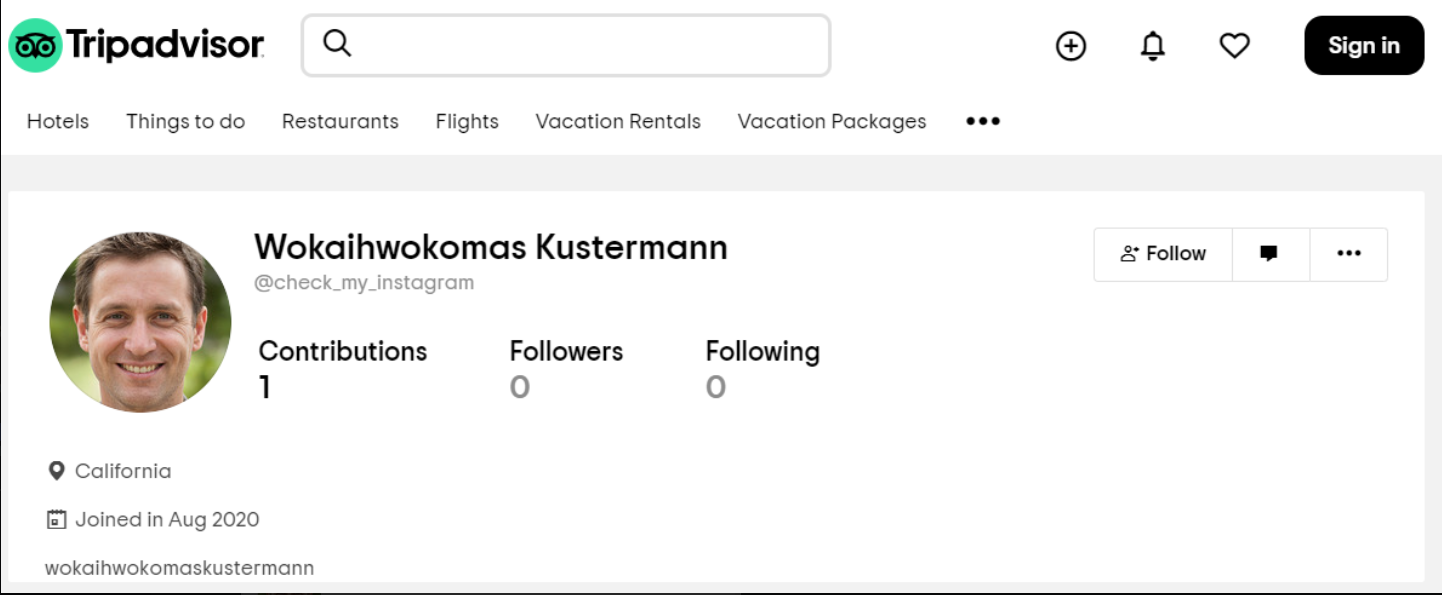 Tripadvisor
Sign in
Hotels Things to do Restaurants Flights Vacation Rentals Vacation Packages
Wokaihwokomas Kustermann
@check_my_instagram
Follow
Contributions Followers Following
1 0 0
California
Joined in Aug 2020
wokaihwokomaskustermann